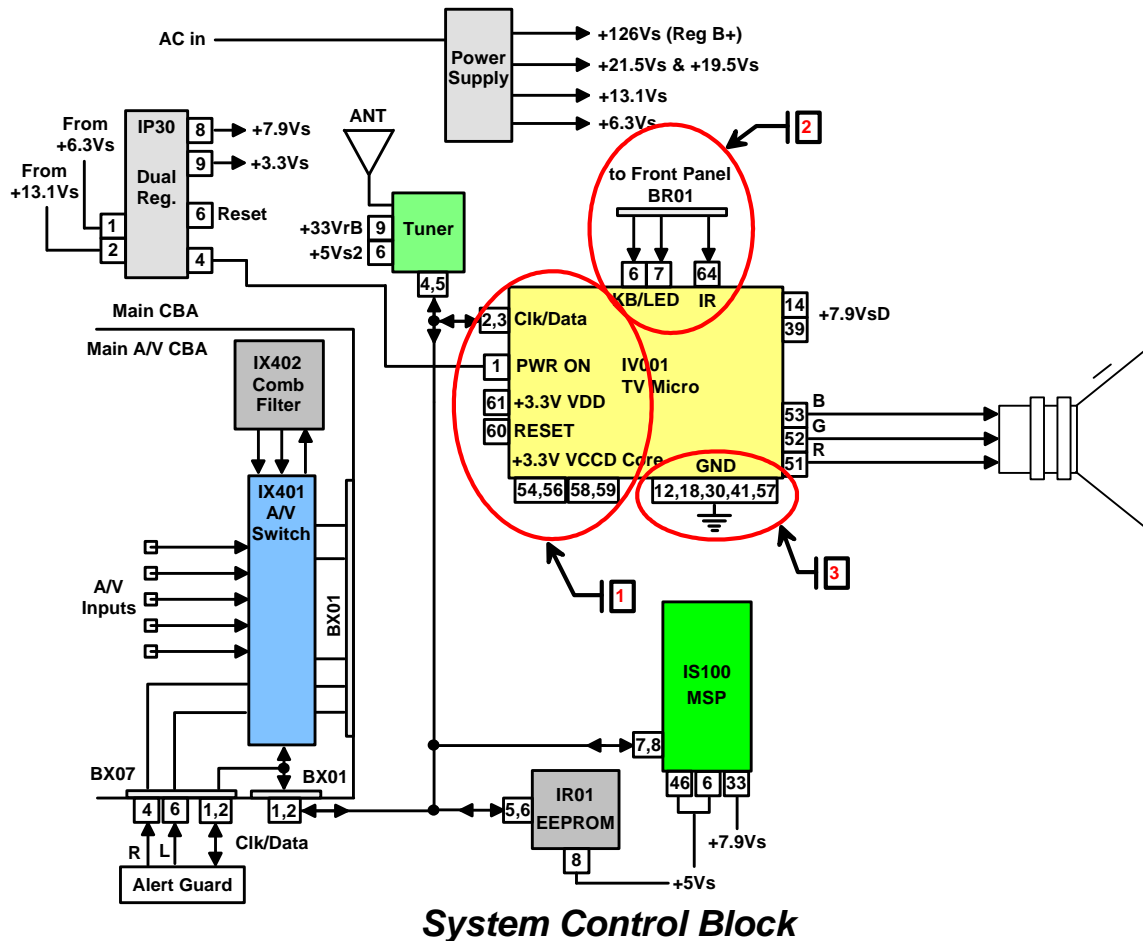 AC in
Power
Supply
+126Vs (Reg B+)
+21.5Vs & +19.5Vs
+13.1Vs
+6.3Vs
From
+6.3Vs
From
+13.1Vs
IP30
Dual
Reg.
8
+7.9Vs
9
+3.3Vs
6
Reset
1
2
4
ANT
Tuner
+33VrB
9
+5Vs2
6
4,5
2
to Front Panel
BR01
6
7
64
KB/LED
IR
2,3
Clk/Data
1
PWR ON
61
+3.3V VDD
60
RESET
+3.3V VCCD Core
54,56
58,59
IV001
TV Micro
GND
12,18,30,41,57
14
39
+7.9VsD
B
53
G
52
R
51
1
3
Main CBA
Main A/V CBA
IX402
Comb
Filter
IX401
A/V
Switch
A/V
Inputs
BX01
BX07
BX01
4
6
1,2
1,2
R
L
Clk/Data
Alert Guard
IS100
MSP
7,8
46
6
33
+7.9Vs
IR01
EEPROM
5,6
8
+5Vs
System Control Block